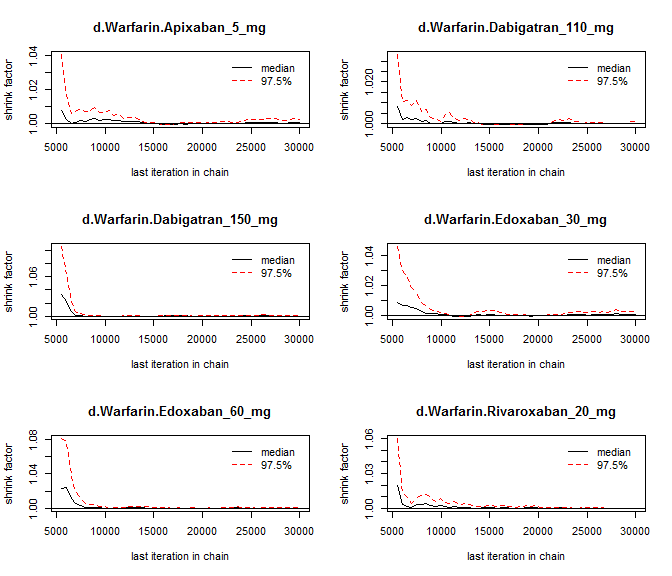 d.Warfarin.Apixaban_5_mg
shrink factor
1.00 1.02 1.04
median
97.5%
5000 10000 15000 20000 25000 30000
last iteration in chain
d.Warfarin.Dabigatran_110_mg
shrink factor
1.000 1.020
median
97.5%
5000 10000 15000 20000 25000 30000
last iteration in chain
d.Warfarin.Dabigatran_150_mg
shrink factor
1.00 1.06
median
97.5%
5000 10000 15000 20000 25000 30000
last iteration in chain
d.Warfarin.Edoxaban_30_mg
shrink factor
1.00 1.02 1.04
median
97.5%
5000 10000 15000 20000 25000 30000
last iteration in chain
d.Warfarin.Edoxaban_60_mg
shrink factor
1.00 1.04 1.08
median
97.5%
5000 10000 15000 20000 25000 30000
last iteration in chain
d.Warfarin.Rivaroxaban_20_mg
shrink factor
1.00 1.03 1.06
median
97.5%
5000 10000 15000 20000 25000 30000
last iteration in chain